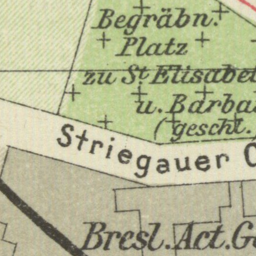 Begräbn.
Platz
zu St Elisabet
u. Barba
(geschl.
Striegauer C
Bresl. Act. G